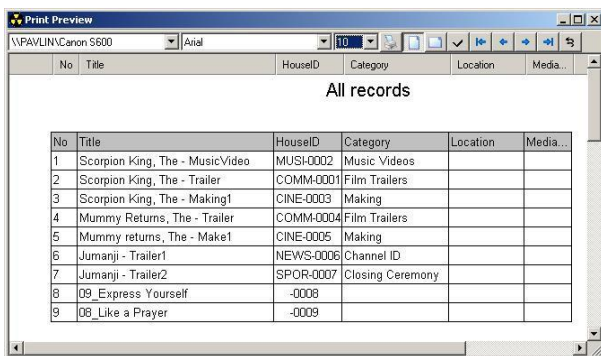 Print Preview
\\PAVLIN\Canon S600 Arial 10
No Title HouseID Category Location Media...
All records
No Title HouseID Category Location Media...
1 Scorpion King, The - MusicVideo MUSI-0002 Music Videos
2 Scorpion King, The - Trailer COMM-0001 Film Trailers
3 Scorpion King, The - Making1 CINE-0003 Making
4 Mummy Returns, The - Trailer COMM-0004 Film Trailers
5 Mummy returns, The - Make1 CINE-0005 Making
6 Jumanji - Trailer1 NEWS-0006 Channel ID
7 Jumanji - Trailer2 SPOR-0007 Closing Ceremony
8 09_Express Yourself -0008
9 08_Like a Prayer -0009